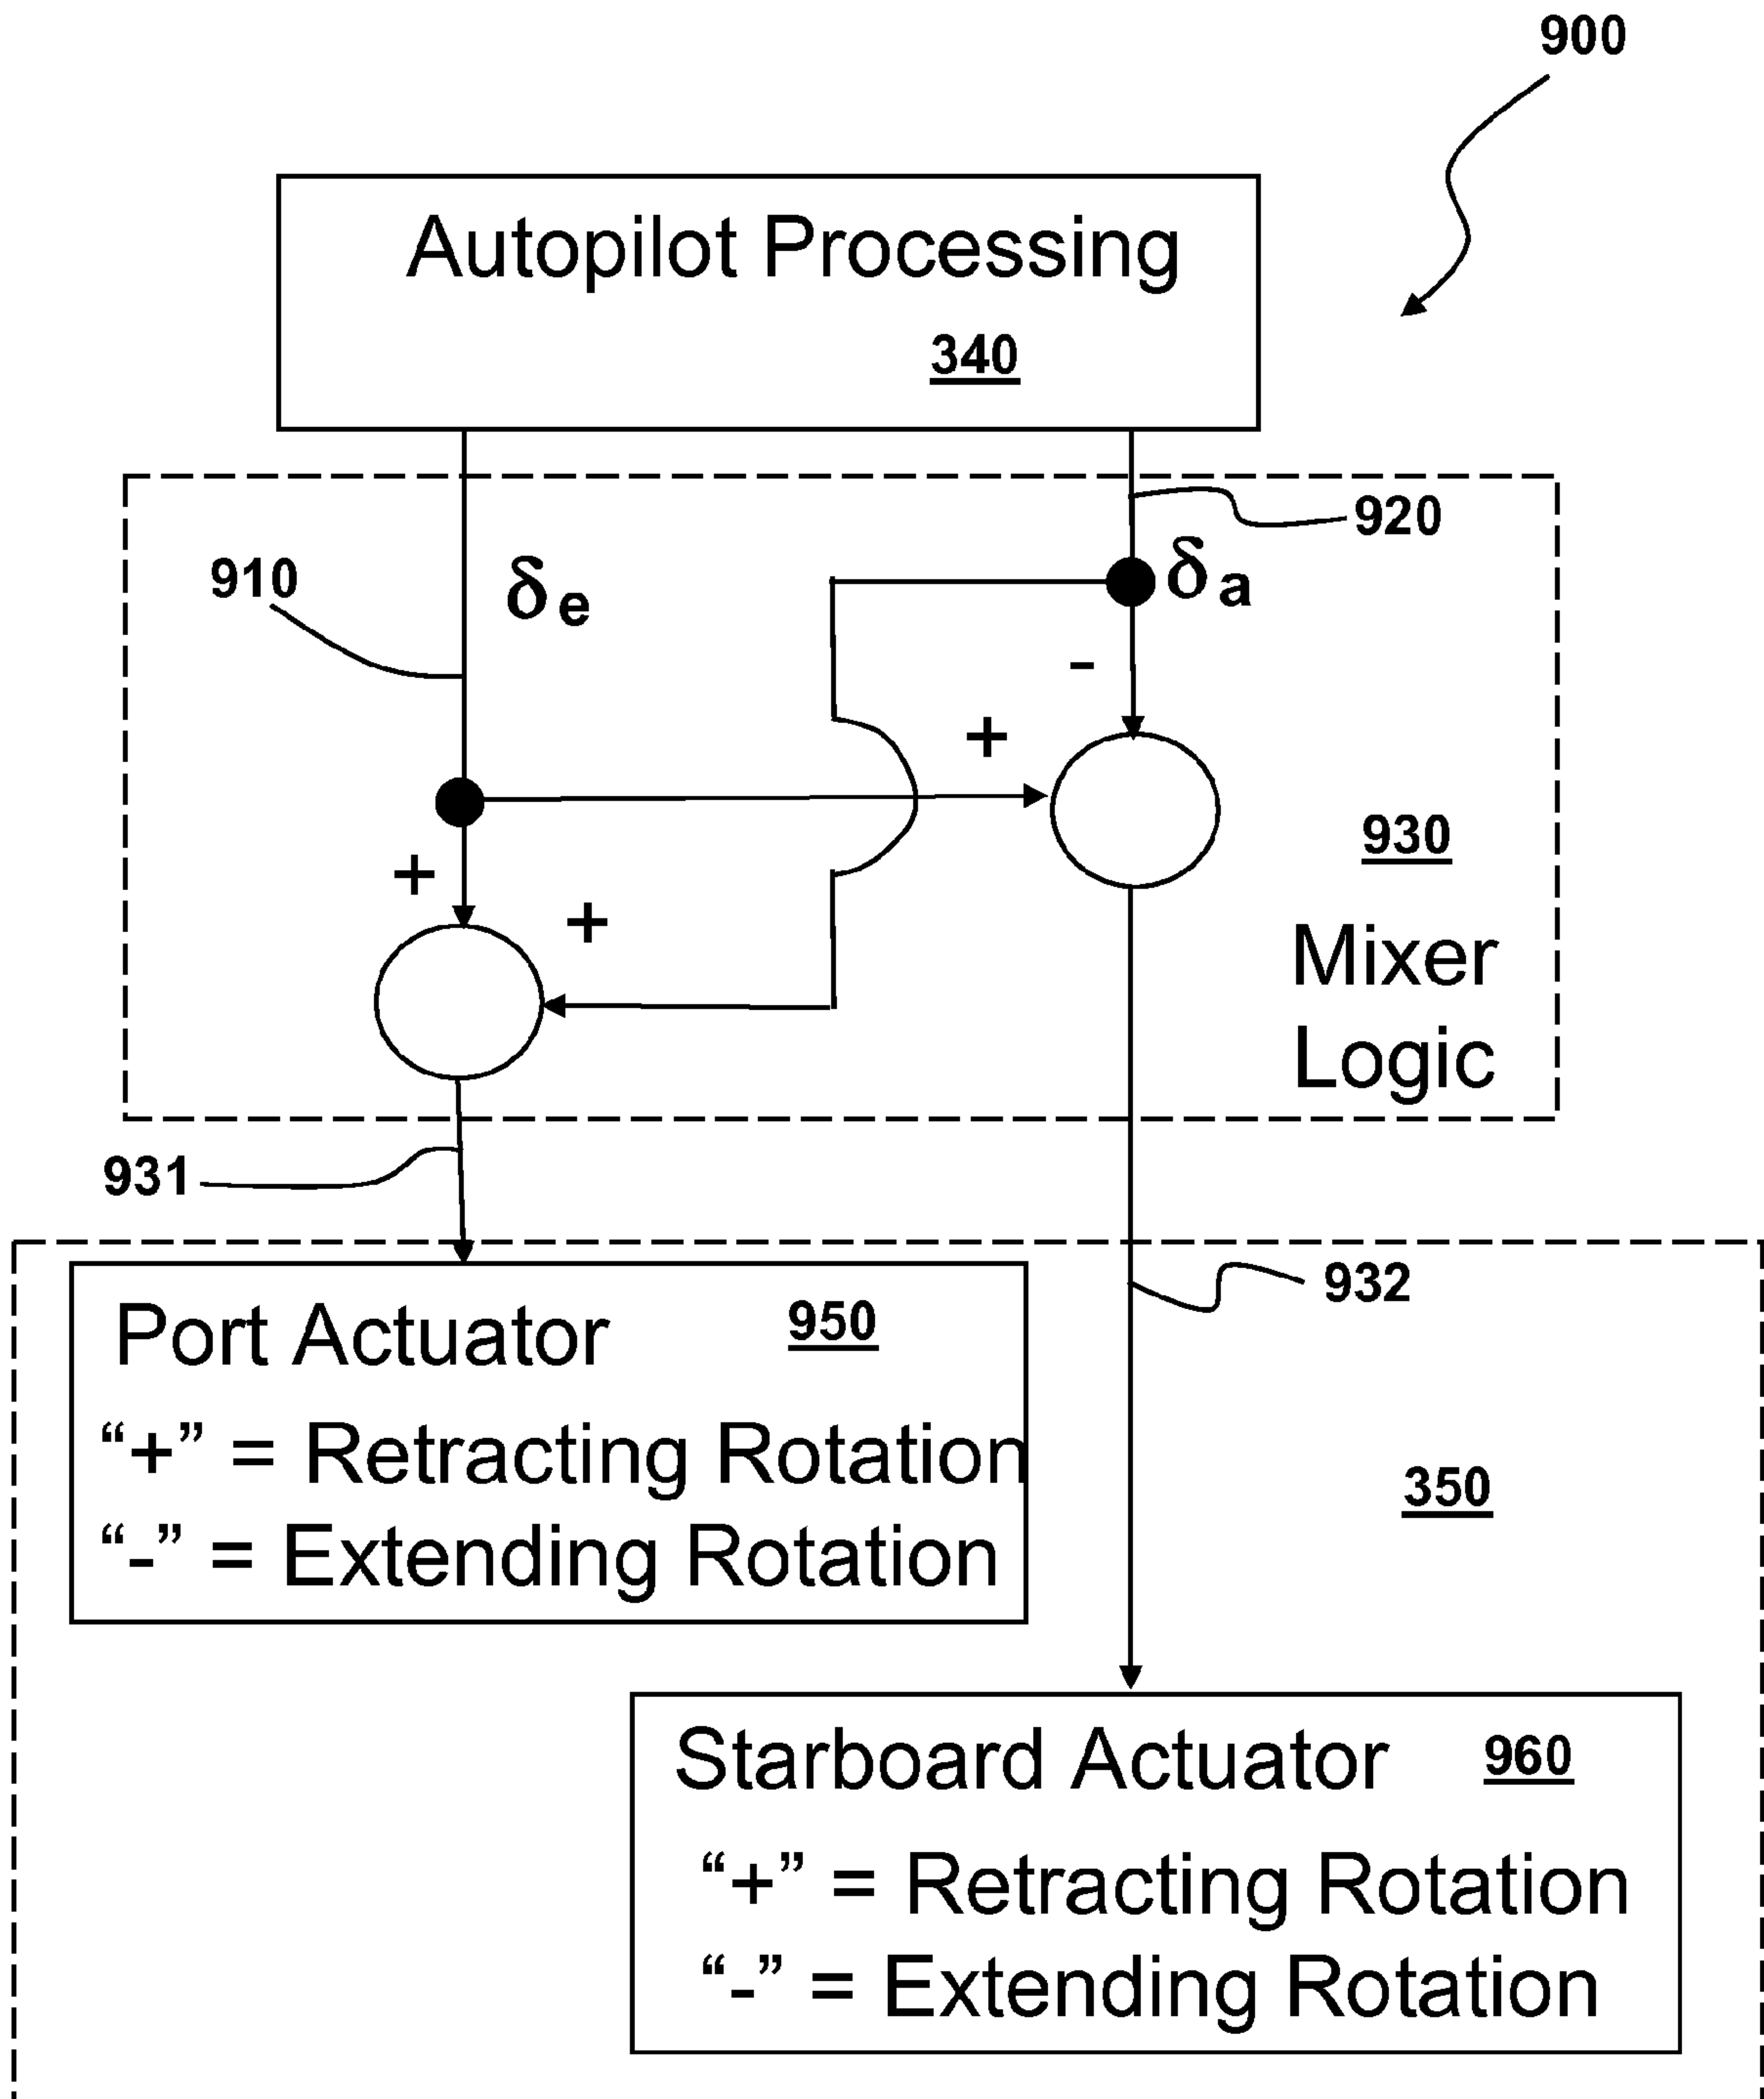 900
Autopilot Processing
340
920
910
δe
δa
-
+
930
+
+
Mixer
Logic
931
932
Port Actuator
950
“+” = Retracting Rotation
“-” = Extending Rotation
350
Starboard Actuator
960
“+” = Retracting Rotation
“-” = Extending Rotation